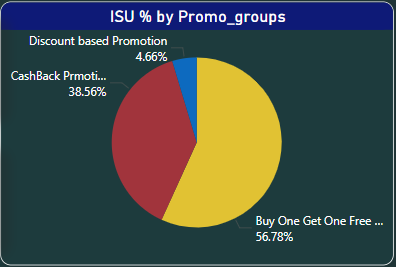 ISU % by Promo_groups
Discount based Promotion
4.66%
CashBack Prmoti...
38.56%
Buy One Get One Free ...
56.78%